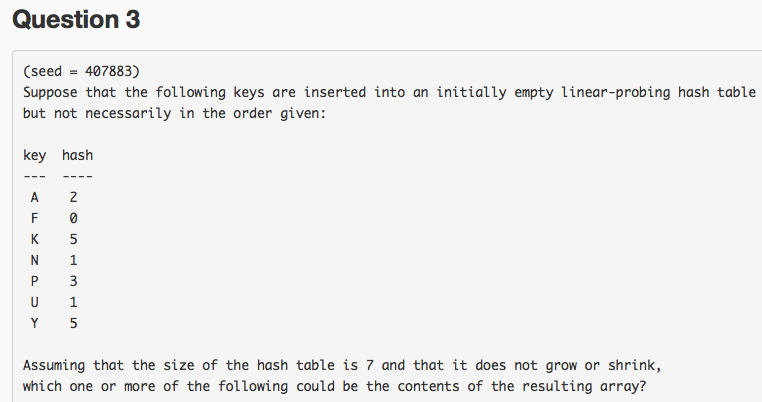 Question 3
(seed = 407883)
Suppose that the following keys are inserted into an initially empty linear-probing hash table
but not necessarily in the order given:
key  hash
---  ----
A    2
F    0
K    5
N    1
P    3
U    1
Y    5
Assuming that the size of the hash table is 7 and that it does not grow or shrink,
which one or more of the following could be the contents of the resulting array?